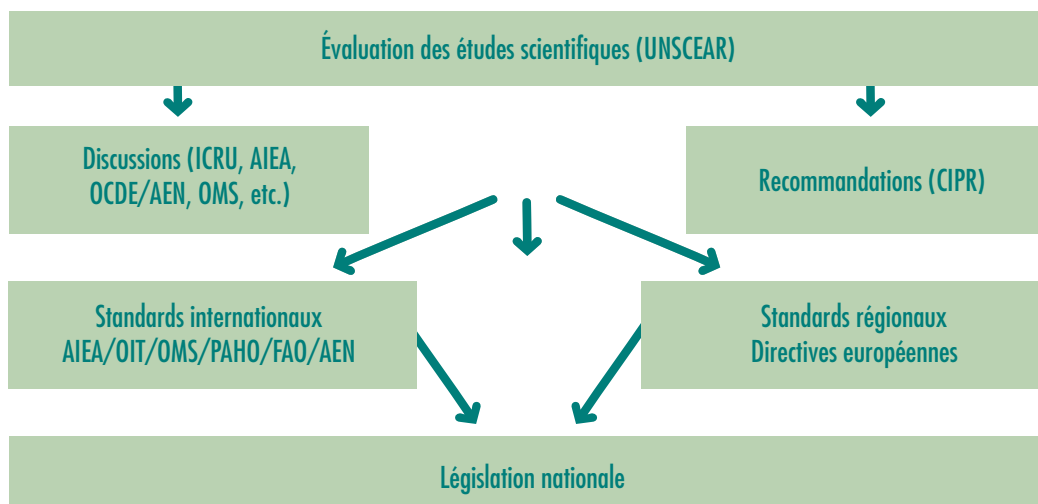 Évaluation des études scientifiques (UNSCEAR)
Discussions (ICRU, AIEA,
OCDE/AEN, OMS, etc.)
Recommandations (CIPR)
Standards internationaux
AIEA/OIT/OMS/PAHO/FAO/AEN
Standards régionaux
Directives européennes
Législation nationale